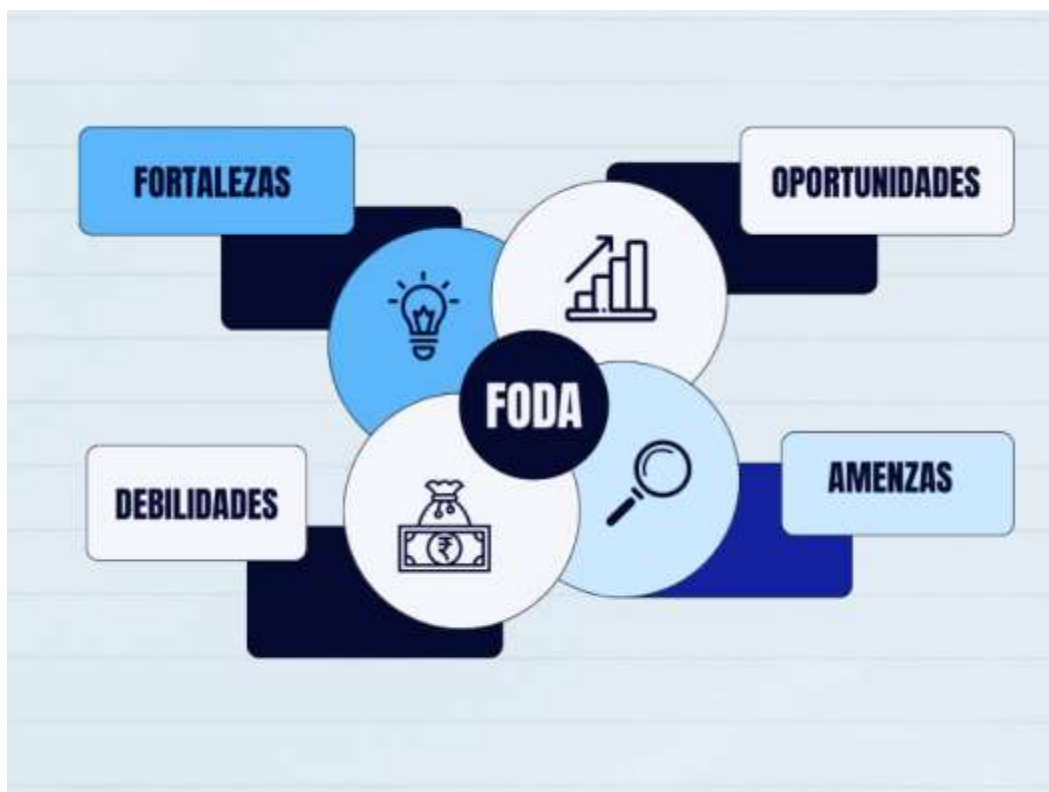 FORTALEZAS
OPORTUNIDADES
FODA
DEBILIDADES
AMENZAS
₹